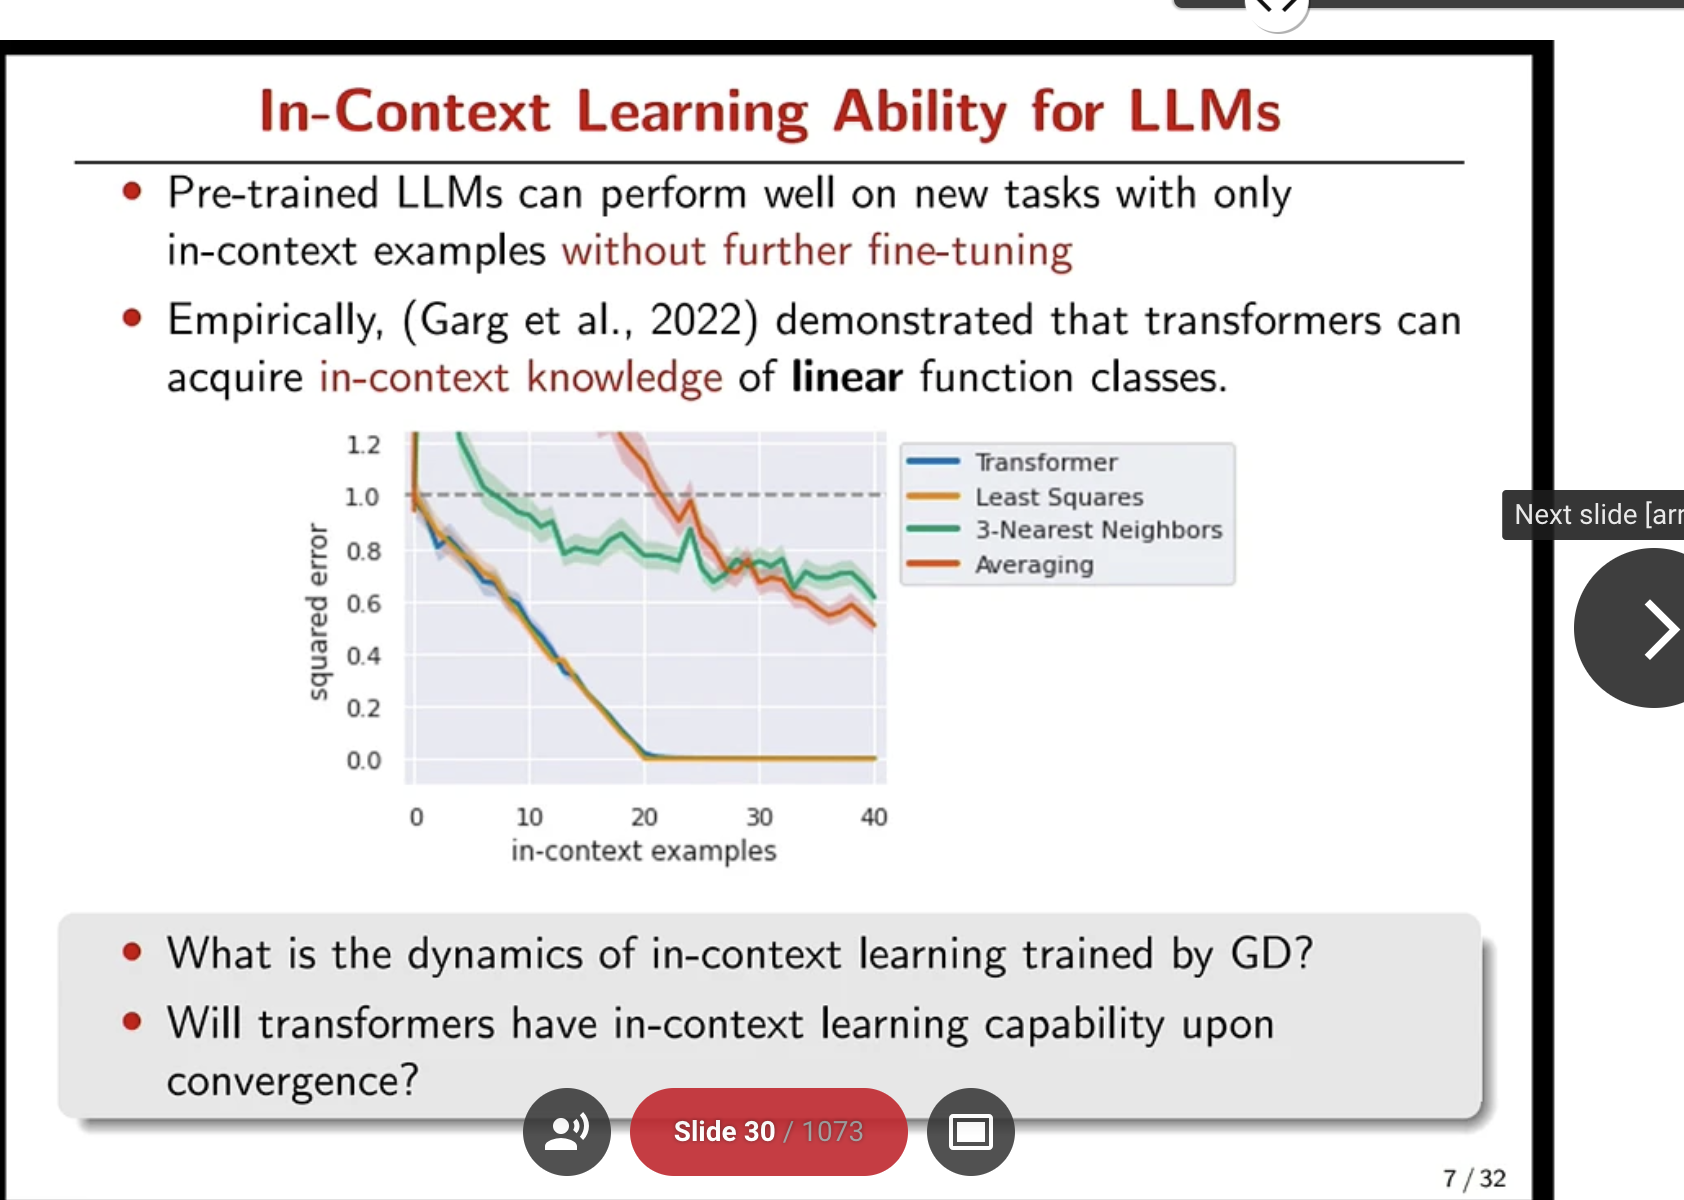 In-Context Learning Ability for LLMs
Pre-trained LLMs can perform well on new tasks with only
in-context examples without further fine-tuning
Empirically, (Garg et al., 2022) demonstrated that transformers can
acquire in-context knowledge of linear function classes.
1.2
1.0
0.8
0.6
0.4
0.2
0.0
squared error
0 10 20 30 40
in-context examples
Transformer
Least Squares
3-Nearest Neighbors
Averaging
Next slide [arr
What is the dynamics of in-context learning trained by GD?
Will transformers have in-context learning capability upon
convergence?
Slide 30 / 1073
7 / 32